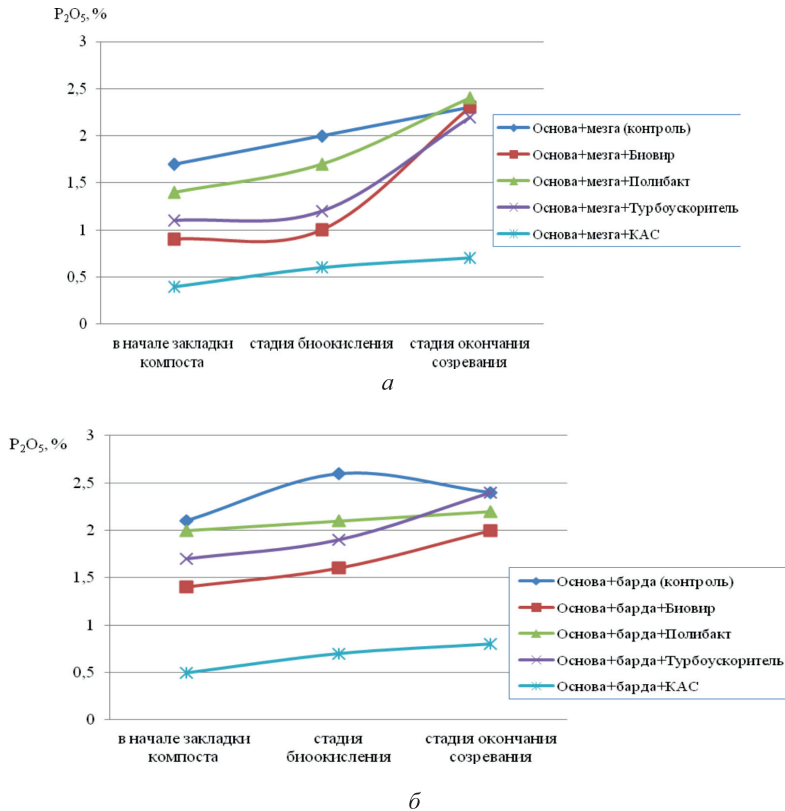 P₂O₅, %
3
2,5
2
1,5
1
0,5
0
Основа+мезга (контроль)
Основа+мезга+Биовир
Основа+мезга+Полибакт
Основа+мезга+Турбоускоритель
Основа+мезга+КАС
в начале закладки
компоста
стадия биоокисления
стадия окончания
созревания
а
P₂O₅, %
3
2,5
2
1,5
1
0,5
0
Основа+барда (контроль)
Основа+барда+Биовир
Основа+барда+Полибакт
Основа+барда+Турбоускоритель
Основа+барда+КАС
в начале закладки
компоста
стадия
биоокисления
стадия окончания
созревания
б